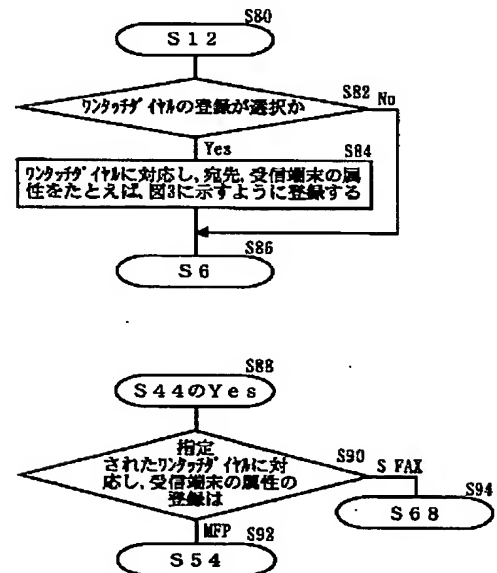 S80
S12
S82
ワンタッチダイヤルの登録が選択か
No
Yes
S84
ワンタッチダイヤルに対応し、宛先、受信端末の属
性をたとえば、図3に示すように登録する
S86
S6
S88
S44のYes
指定
されたワンタッチダイヤルに対
応し、受信端末の属性の
登録は
S90
S FAX
S94
S68
MFP
S92
S54